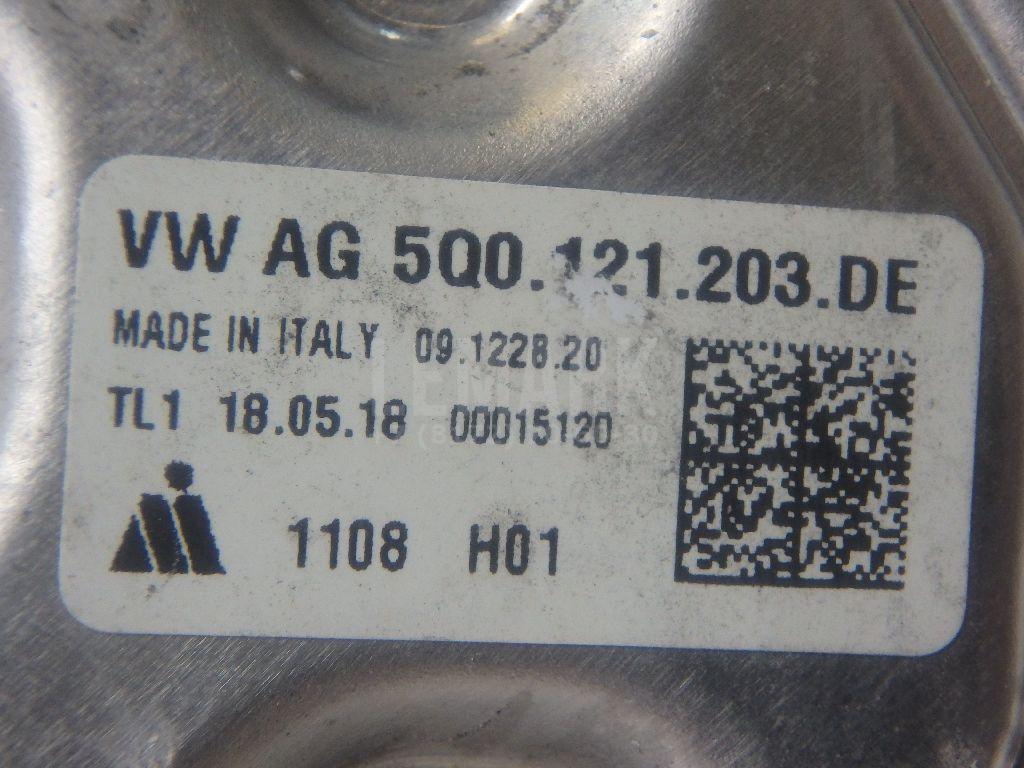 VW AG 5Q0.121.203.DE
MADE IN ITALY 09.1228.20
TL1 18.05.18 00015120
1108 H01